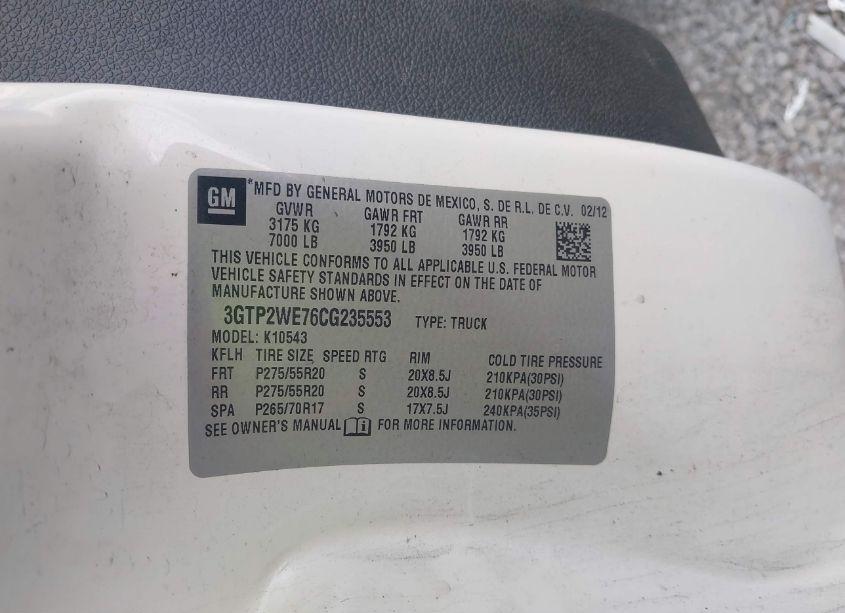 GM
*MFD BY GENERAL MOTORS DE MEXICO, S. DE R.L. DE C.V. 02/12
GVWR GAWR FRT GAWR RR
3175 KG 1792 KG 1792 KG
7000 LB 3950 LB 3950 LB
THIS VEHICLE CONFORMS TO ALL APPLICABLE U.S. FEDERAL MOTOR
VEHICLE SAFETY STANDARDS IN EFFECT ON THE DATE OF
MANUFACTURE SHOWN ABOVE.
3GTP2WE76CG235553 TYPE: TRUCK
MODEL: K10543
KFLH TIRE SIZE SPEED RTG RIM COLD TIRE PRESSURE
FRT P275/55R20 S 20X8.5J 210KPA(30PSI)
RR P275/55R20 S 20X8.5J 210KPA(30PSI)
SPA P265/70R17 S 17X7.5J 240KPA(35PSI)
SEE OWNER'S MANUAL FOR MORE INFORMATION.